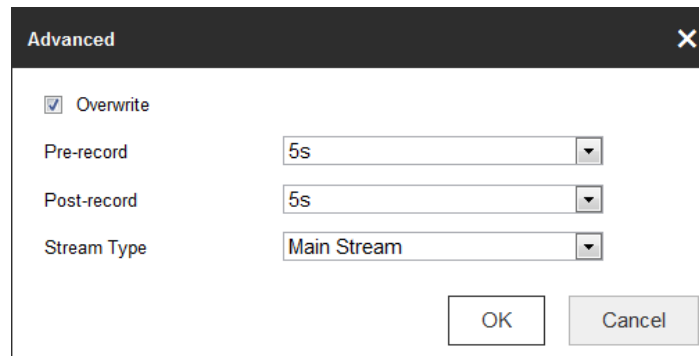 Advanced
Overwrite
Pre-record 5s
Post-record 5s
Stream Type Main Stream
OK Cancel